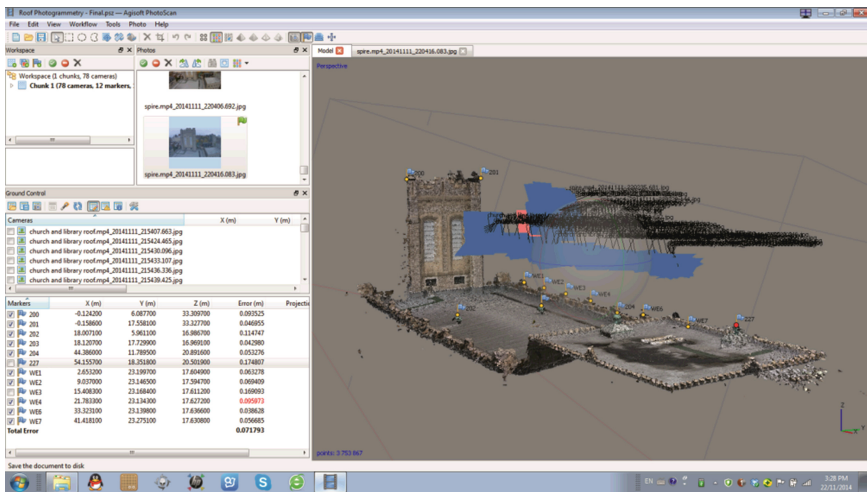 Roof Photogrammetry - Final.psz — Agisoft PhotoScan
File Edit View Workflow Tools Photo Help
Workspace
Photos
Model
spire.mp4_20141111_220416.083.jpg
Workspace (1 chunks, 78 cameras)
Chunk 1 (78 cameras, 12 markers,
spire.mp4_20141111_220406.692.jpg
spire.mp4_20141111_220416.083.jpg
Perspective
Ground Control
Cameras X (m) Y (m)
church and library roof.mp4_20141111_215407.663.jpg
church and library roof.mp4_20141111_215424.465.jpg
church and library roof.mp4_20141111_215430.096.jpg
church and library roof.mp4_20141111_215433.107.jpg
church and library roof.mp4_20141111_215436.336.jpg
church and library roof.mp4_20141111_215439.425.jpg
Markers X (m) Y (m) Z (m) Error (m) Projectio
200 -0.124200 6.087700 33.309700 0.093525
201 -0.158600 17.558100 33.327700 0.046955
202 18.007100 5.961100 16.886700 0.114747
203 18.120700 17.729900 16.969100 0.042980
204 44.386000 11.789500 20.891600 0.053276
227 54.155700 18.351800 20.501900 0.174807
WE1 2.653200 23.199700 17.604900 0.063278
WE2 9.037000 23.146500 17.594700 0.069409
WE3 15.408300 23.168400 17.611200 0.169093
WE4 21.783300 23.134300 17.627200 0.095973
WE6 33.323100 23.139800 17.636600 0.038628
WE7 41.418100 23.275100 17.630800 0.056685
Total Error 0.071793
200
201
WE1
WE2
WE3
WE4
202
204
WE6
WE7
227
Z
Y
X
points: 3 753 867
Save the document to disk
EN
3:28 PM
22/11/2014